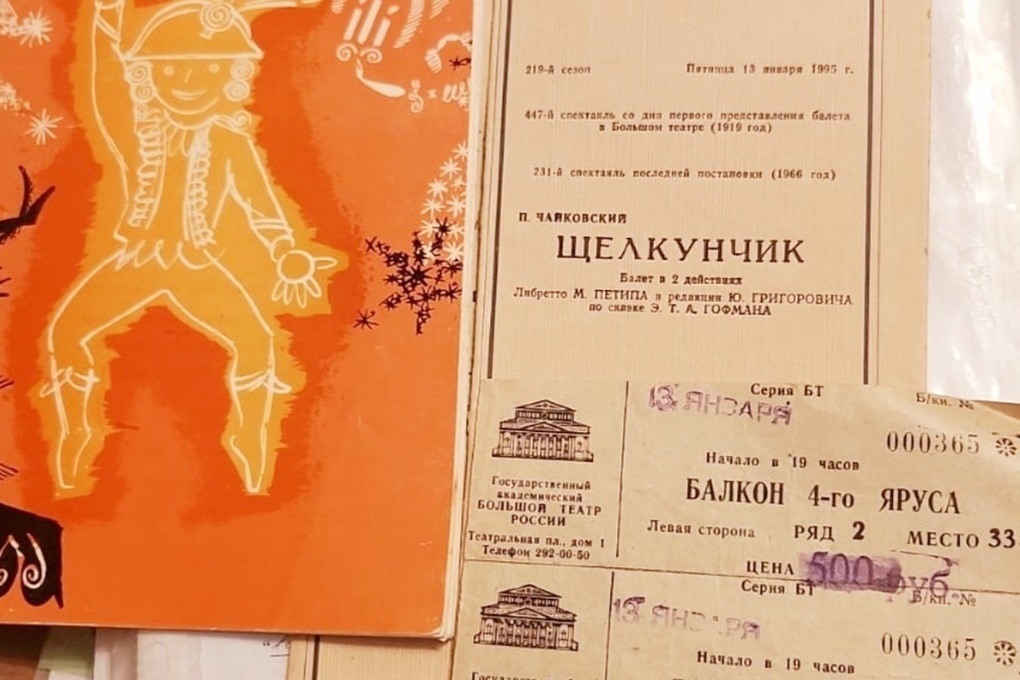 219-й сезон
Пятница 13 января 1995 г.
447-й спектакль со дня первого представления балета
в Большом театре (1919 год)
231-й спектакль последней постановки (1966 год)
П. ЧАЙКОВСКИЙ
ЩЕЛКУНЧИК
Балет в 2 действиях
Либретто М. ПЕТИПА в редакции Ю. ГРИГОРОВИЧА
по сказке Э. Т. А. ГОФМАНА
Государственный
академический
БОЛЬШОЙ ТЕАТР
РОССИИ
Театральная пл., дом 1
Телефон 292-00-50
Серия БТ
Б/кн. №
13 ЯНВАРЯ
000365
Начало в 19 часов
БАЛКОН 4-го ЯРУСА
Левая сторона РЯД 2 МЕСТО 33
ЦЕНА 500 руб.
Серия БТ
Б/кн. №
13 ЯНВАРЯ
000365
Начало в 19 часов